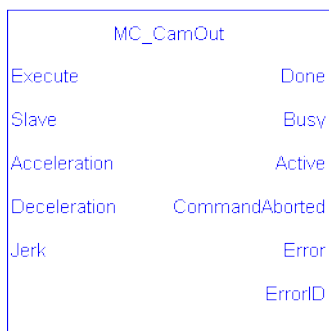 MC_CamOut
Execute Done
Slave Busy
Acceleration Active
Deceleration CommandAborted
Jerk Error
ErrorID